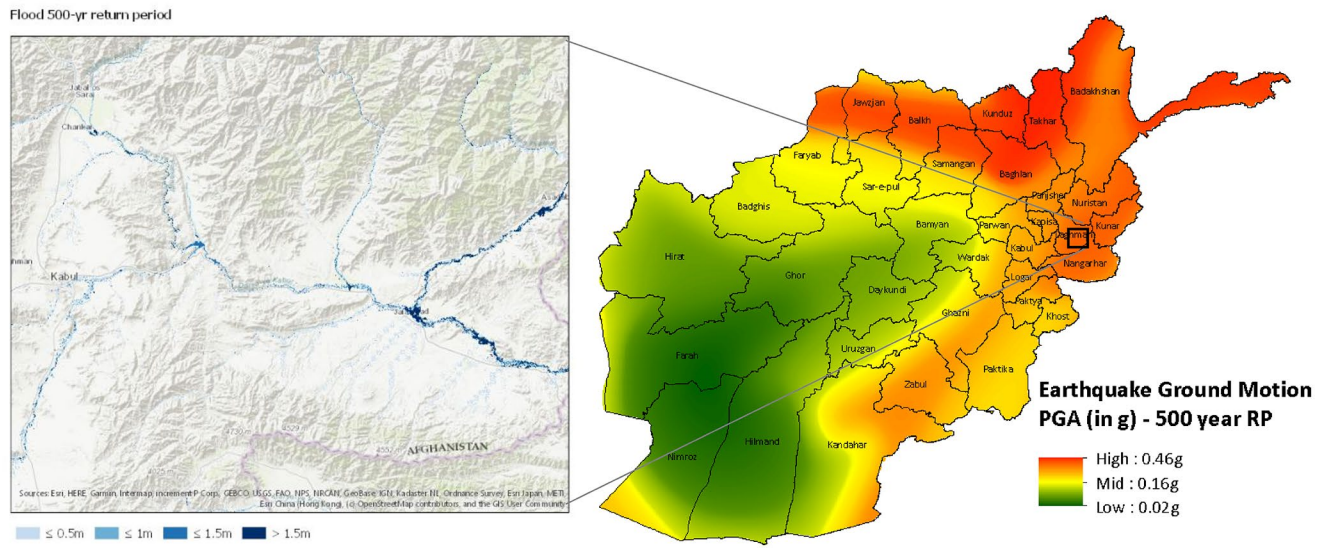 Flood 500-yr return period
Jabal os
Saraj
Kabul
AFGHANISTAN
Sources: Esri, HERE, Garmin, Intermap, increment P Corp., GEBCO, USGS, FAO, NPS, NRCAN, GeoBase, IGN, Kadaster NL, Ordnance Survey, Esri Japan, METI,
Esri China (Hong Kong), (c) OpenStreetMap contributors, and the GIS User Community
≤ 0.5m
≤ 1m
≤ 1.5m
> 1.5m
Badakhshan
Jawzjan
Balkh
Kunduz
Takhar
Faryab
Samangan
Baghlan
Sar-e-pul
Panjsher
Nuristan
Badghis
Banyan
Parwan
Kapisa
Kunar
Laghman
Hirat
Wardak
Kabul
Nangarhar
Ghor
Logar
Daykundi
Paktya
Ghazni
Khost
Uruzgan
Farah
Paktika
Zabul
Hilmand
Kandahar
Nimroz
Earthquake Ground Motion
PGA (in g) - 500 year RP
High : 0.46g
Mid : 0.16g
Low : 0.02g